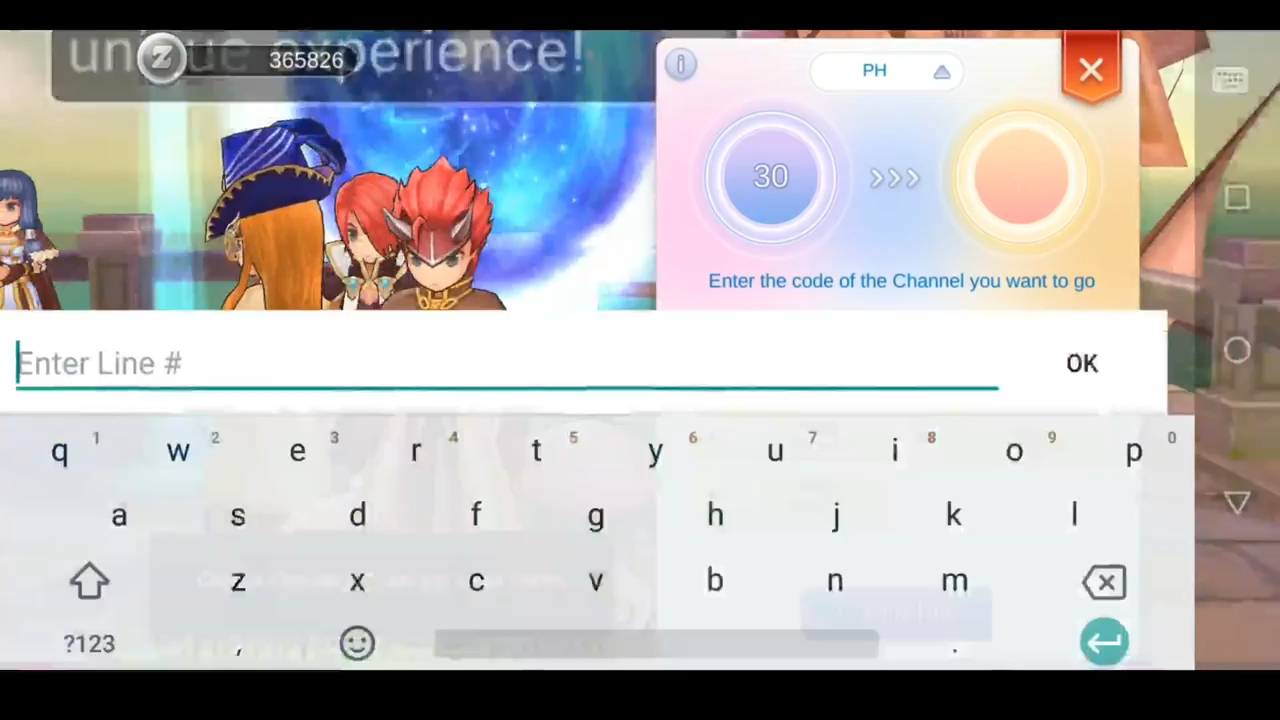 unique experience!
365826
PH
30 >>>
Enter the code of the Channel you want to go
Enter Line #
OK
q 1 w 2 e 3 r 4 t 5 y 6 u 7 i 8 o 9 p 0
a s d f g h j k l
z x c v b n m
?123 , .